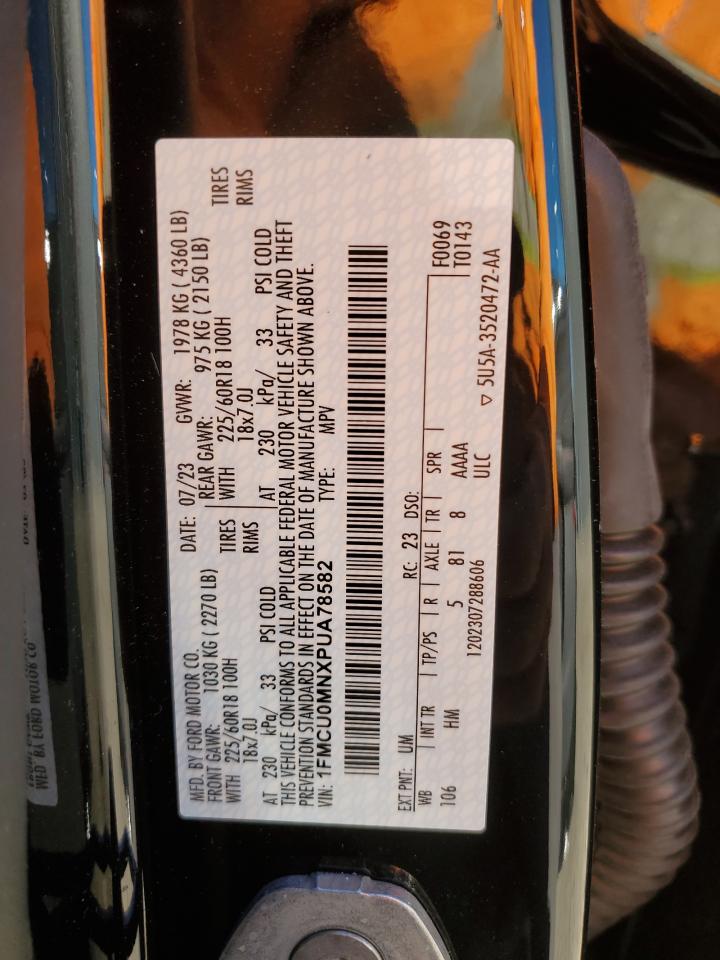 MFD. BY FORD MOTOR CO.
DATE: 07/23 GVWR: 1978 KG ( 4360 LB)
FRONT GAWR: 1030 KG ( 2270 LB) REAR GAWR: 975 KG ( 2150 LB)
WITH 225/60R18 100H TIRES WITH 225/60R18 100H TIRES
18x7.0J RIMS 18x7.0J RIMS
AT 230 kPa/ 33 PSI COLD AT 230 kPa/ 33 PSI COLD
THIS VEHICLE CONFORMS TO ALL APPLICABLE FEDERAL MOTOR VEHICLE SAFETY AND THEFT
PREVENTION STANDARDS IN EFFECT ON THE DATE OF MANUFACTURE SHOWN ABOVE.
VIN: 1FMCU0MNXPUA78582 TYPE: MPV
EXT PNT: UM RC: 23 DSO: F0069
WB INT TR TP/PS R AXLE TR SPR T0143
106 HM 5 81 8 AAAA
1202307288606 ULC
▽ 5U5A-3520472-AA